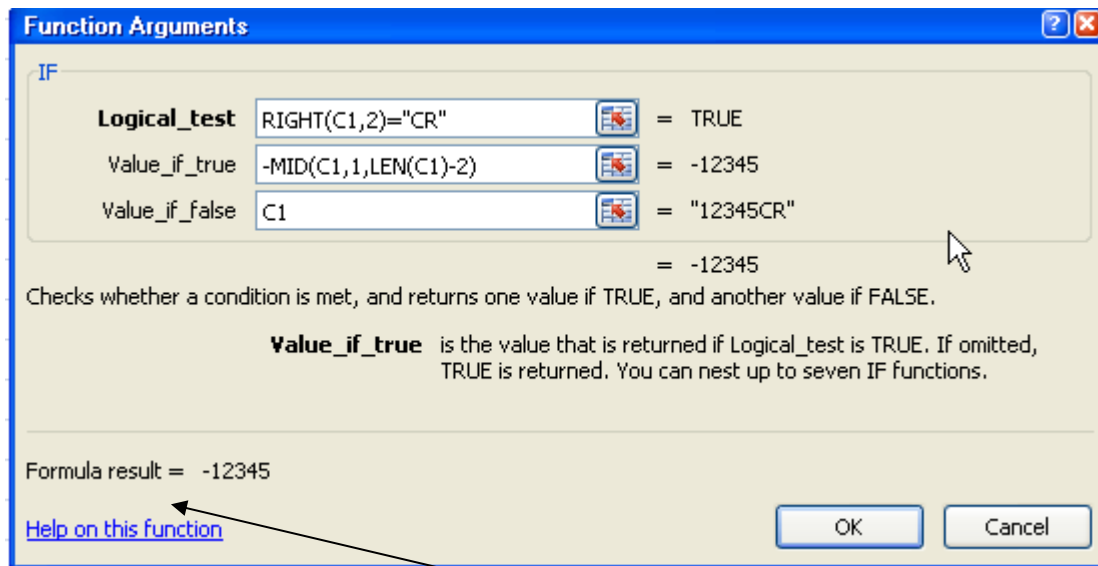 Function Arguments
IF
Logical_test RIGHT(C1,2)="CR" = TRUE
Value_if_true -MID(C1,1,LEN(C1)-2) = -12345
Value_if_false C1 = "12345CR"
= -12345
Checks whether a condition is met, and returns one value if TRUE, and another value if FALSE.
Value_if_true is the value that is returned if Logical_test is TRUE. If omitted,
TRUE is returned. You can nest up to seven IF functions.
Formula result = -12345
Help on this function OK Cancel